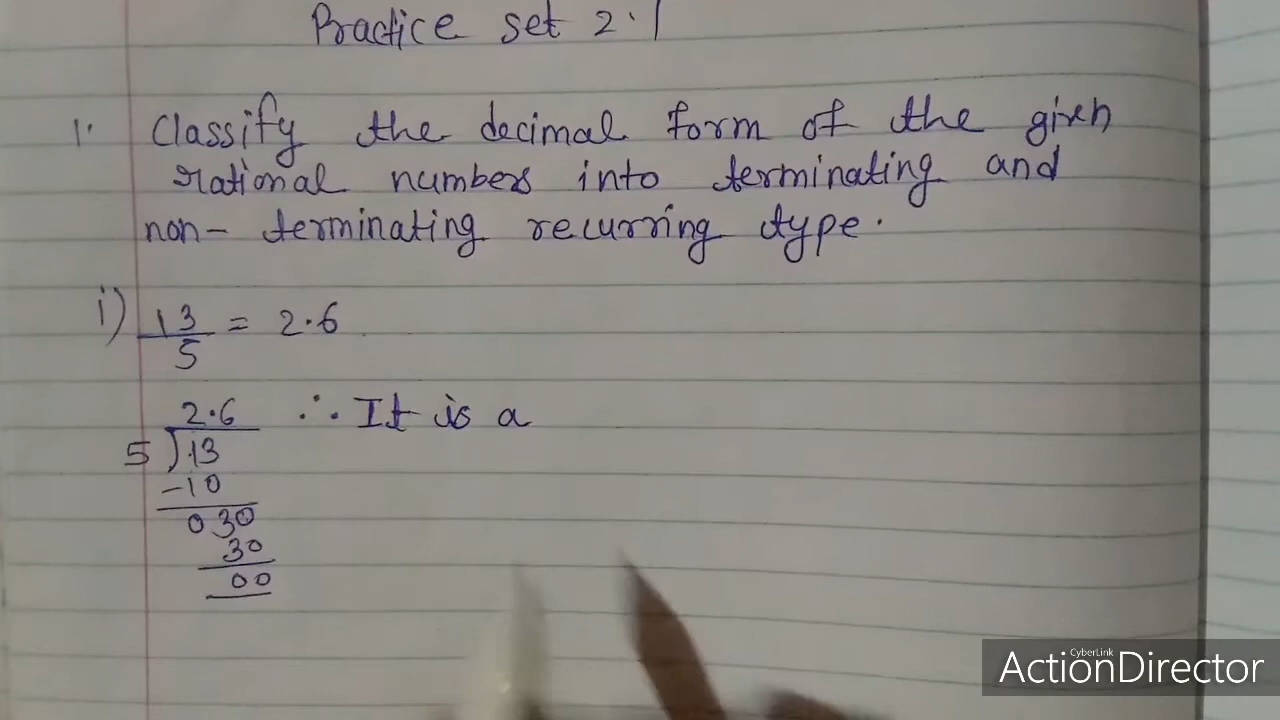 Practice set 2.1
1. Classify the decimal form of the given
rational numbers into terminating and
non- terminating recurring type.
i) 13/5 = 2.6
2.6 ∴ It is a
5)13
-10
030
30
00
CyberLink
ActionDirector